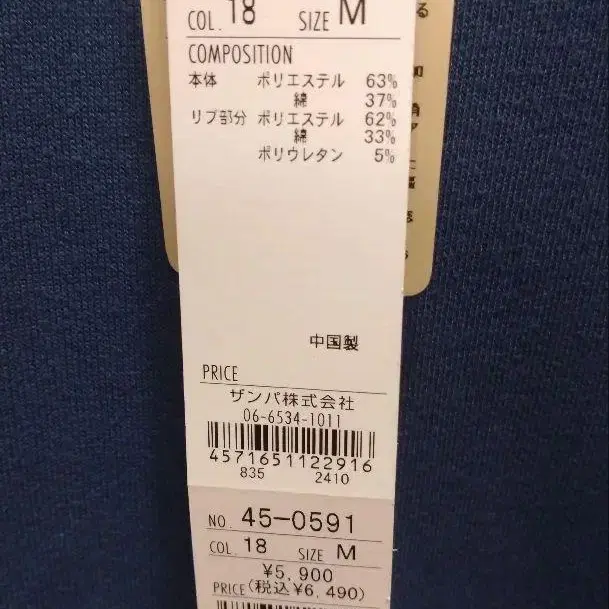 COL. 18 SIZE M
COMPOSITION
本体 ポリエステル 63%
綿 37%
リブ部分 ポリエステル 62%
綿 33%
ポリウレタン 5%
中国製
PRICE
ザンパ株式会社
06-6534-1011
4571651122916
835 2410
NO. 45-0591
COL. 18 SIZE M
¥5,900
PRICE(税込¥6,490)
る